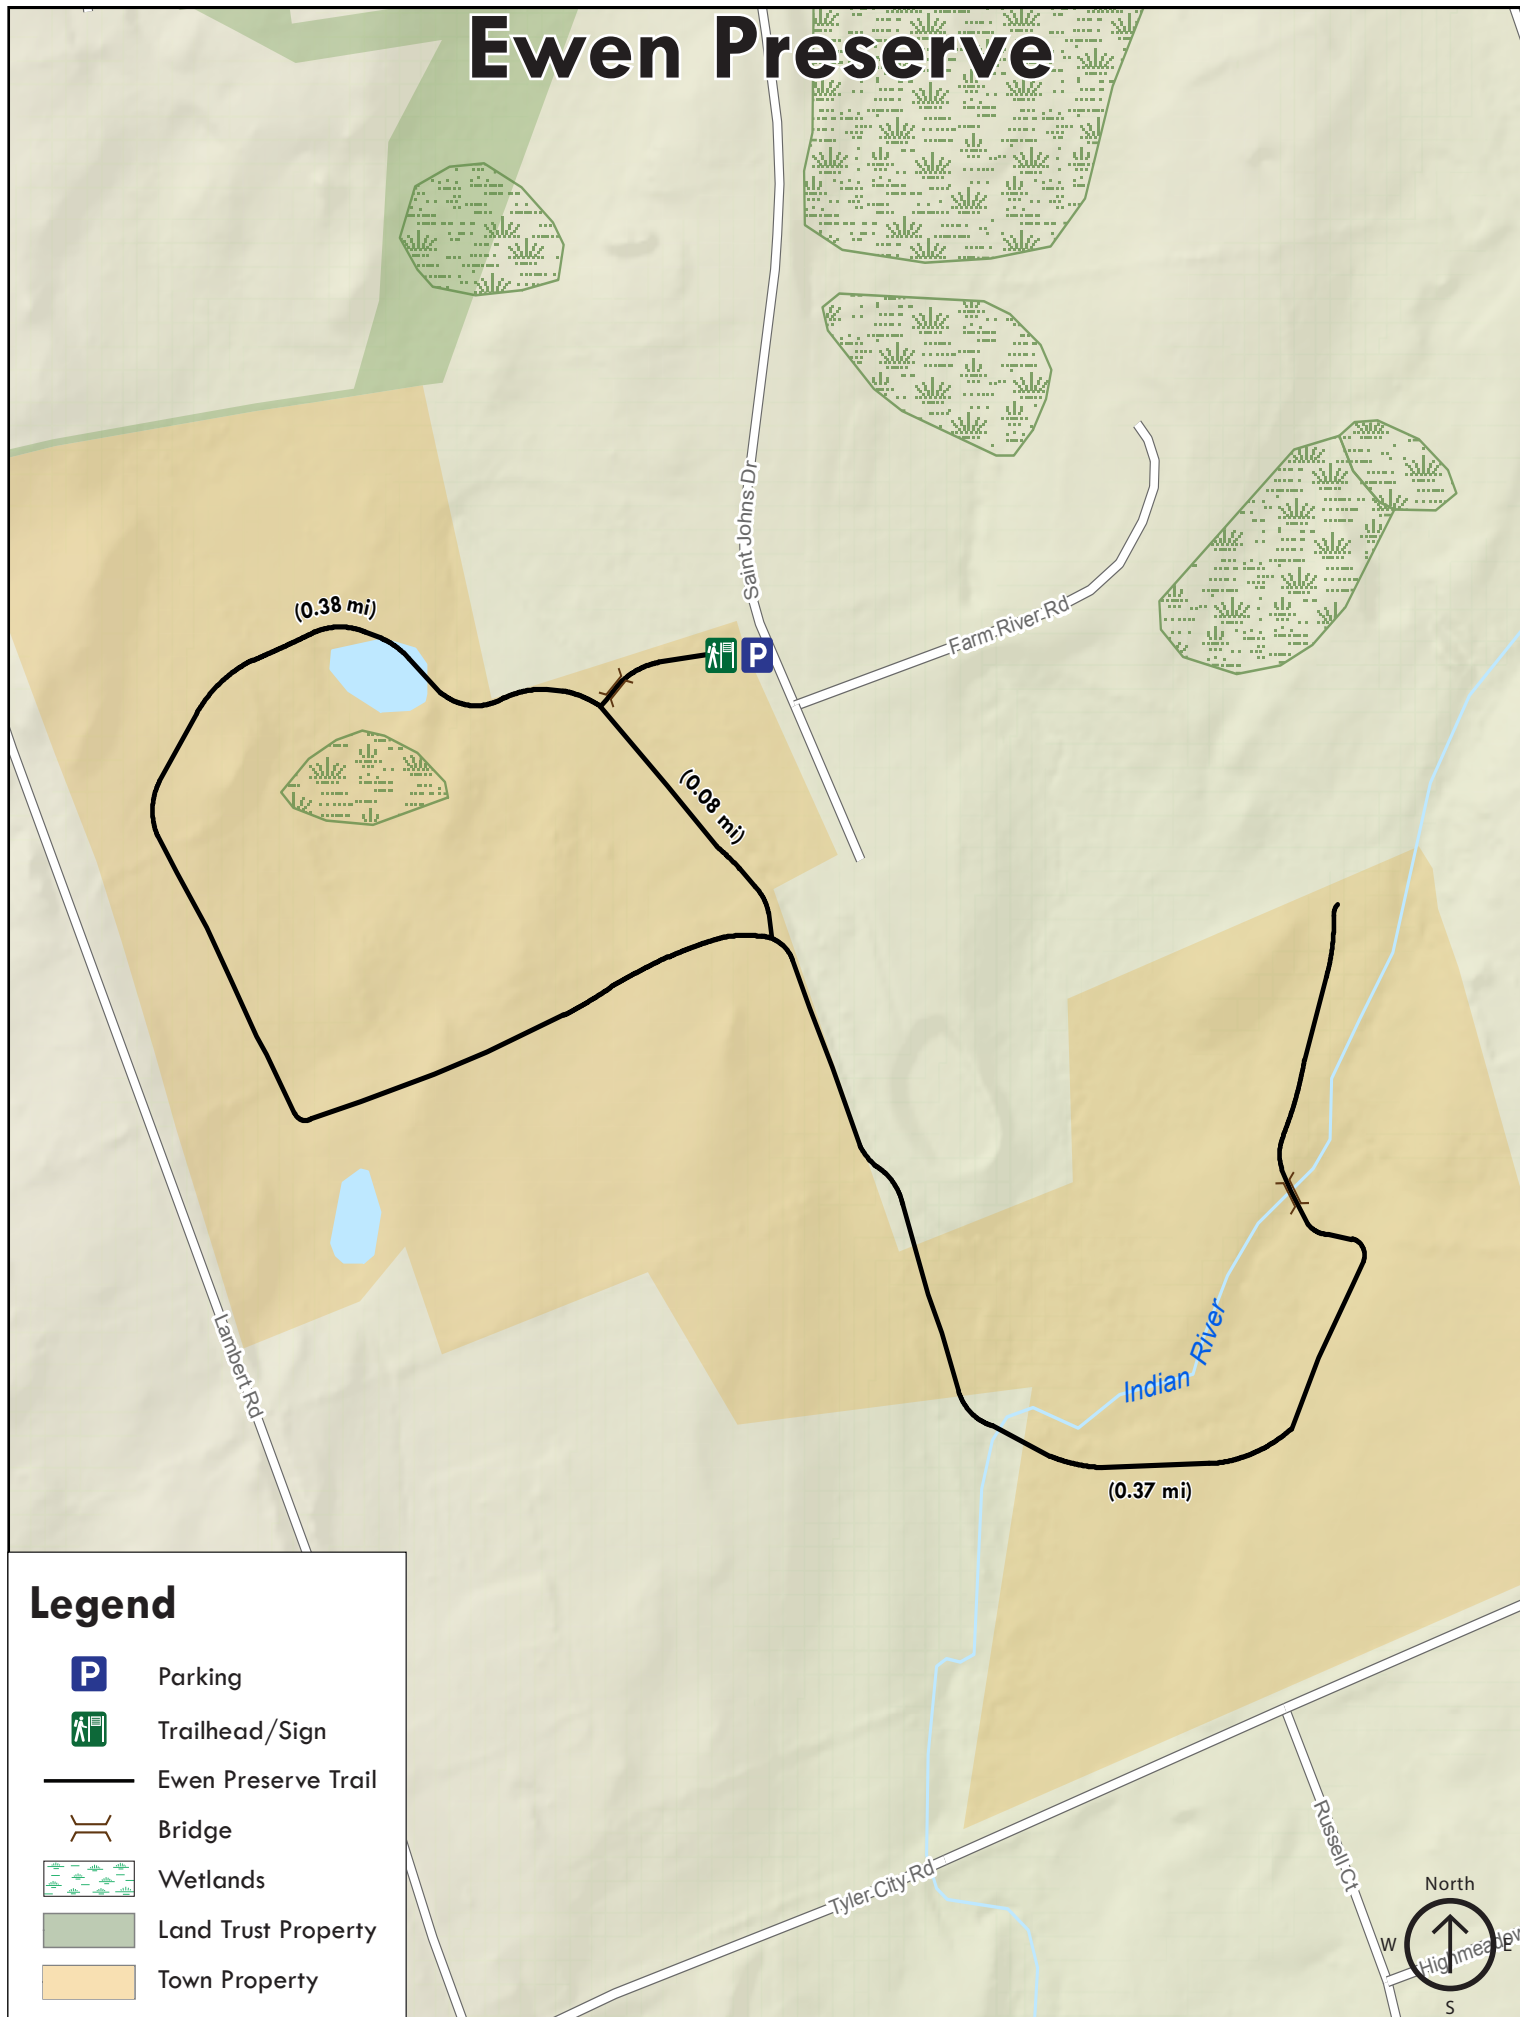 Ewen Preserve
Saint Johns Dr
Farm River Rd
(0.38 mi)
P
(0.08 mi)
Lambert Rd
Indian River
(0.37 mi)
Tyler City Rd
Russell Ct
North
W
E
S
Legend
P
Parking
Trailhead/Sign
Ewen Preserve Trail
Bridge
Wetlands
Land Trust Property
Town Property